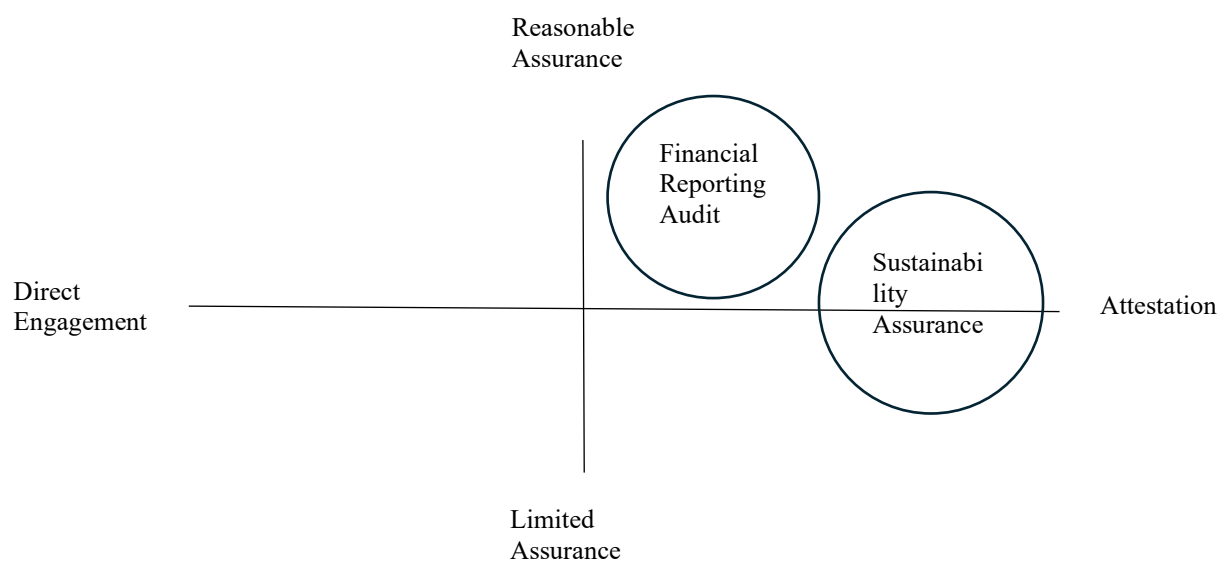 Reasonable
Assurance
Financial
Reporting
Audit
Sustainabi
lity
Assurance
Direct
Engagement
Attestation
Limited
Assurance